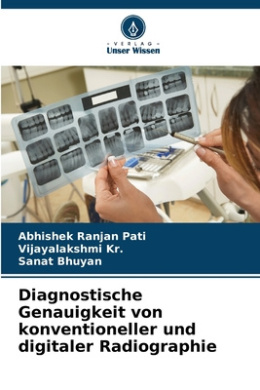 • VERLAG •
Unser Wissen
Abhishek Ranjan Pati
Vijayalakshmi Kr.
Sanat Bhuyan
Diagnostische
Genauigkeit von
konventioneller und
digitaler Radiographie